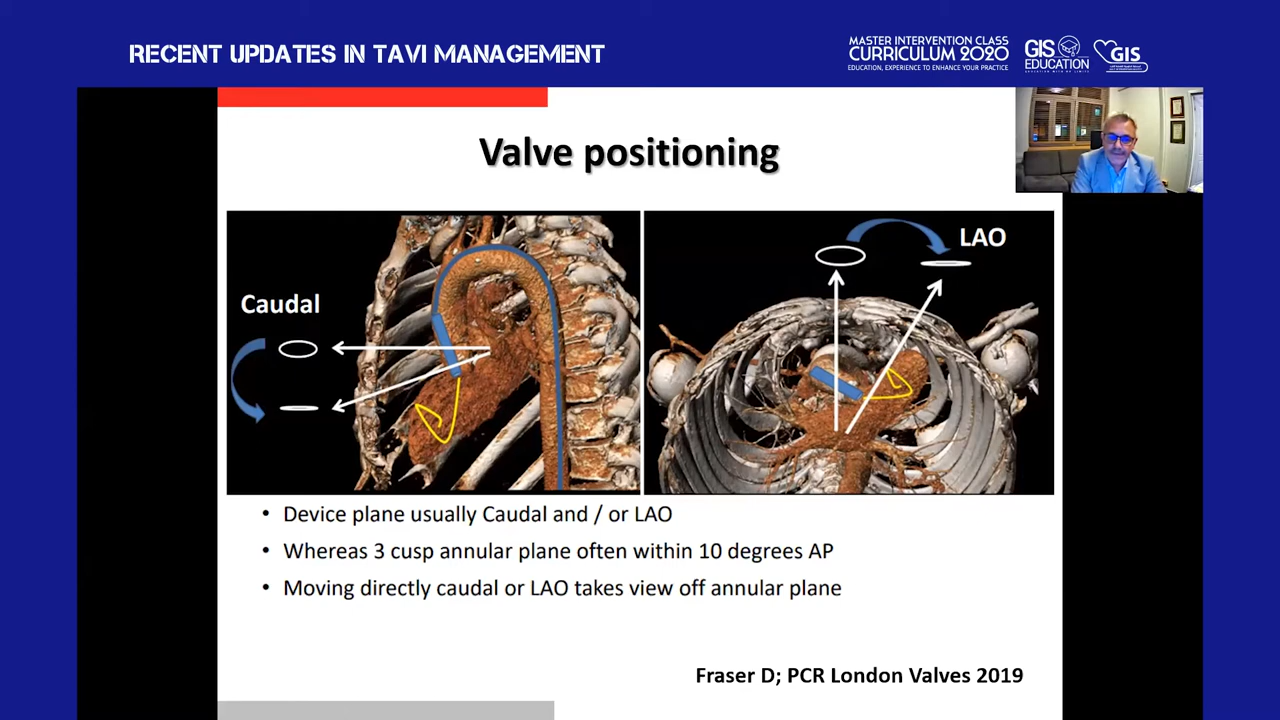 RECENT UPDATES IN TAVI MANAGEMENT
MASTER INTERVENTION CLASS
CURRICULUM 2020
EDUCATION, EXPERIENCE TO ENHANCE YOUR PRACTICE
GIS
EDUCATION
GIS
Valve positioning
Caudal
LAO
• Device plane usually Caudal and / or LAO
• Whereas 3 cusp annular plane often within 10 degrees AP
• Moving directly caudal or LAO takes view off annular plane
Fraser D; PCR London Valves 2019